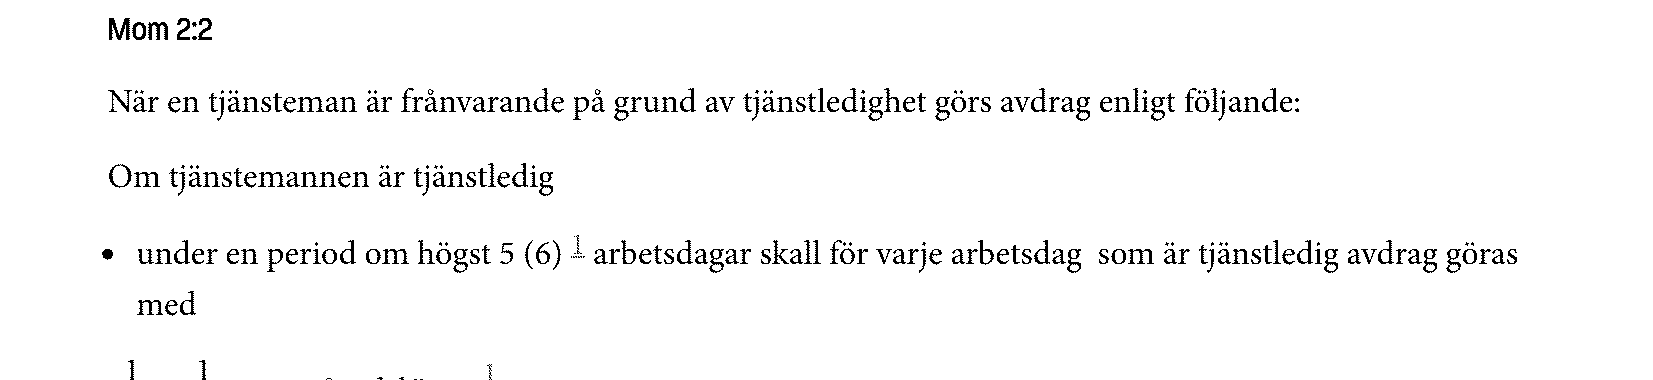 Mom 2:2
När en tjänsteman är frånvarande på grund av tjänstledighet görs avdrag enligt följande:
Om tjänstemannen är tjänstledig
• under en period om högst 5 (6) 1 arbetsdagar skall för varje arbetsdag som är tjänstledig avdrag göras
med